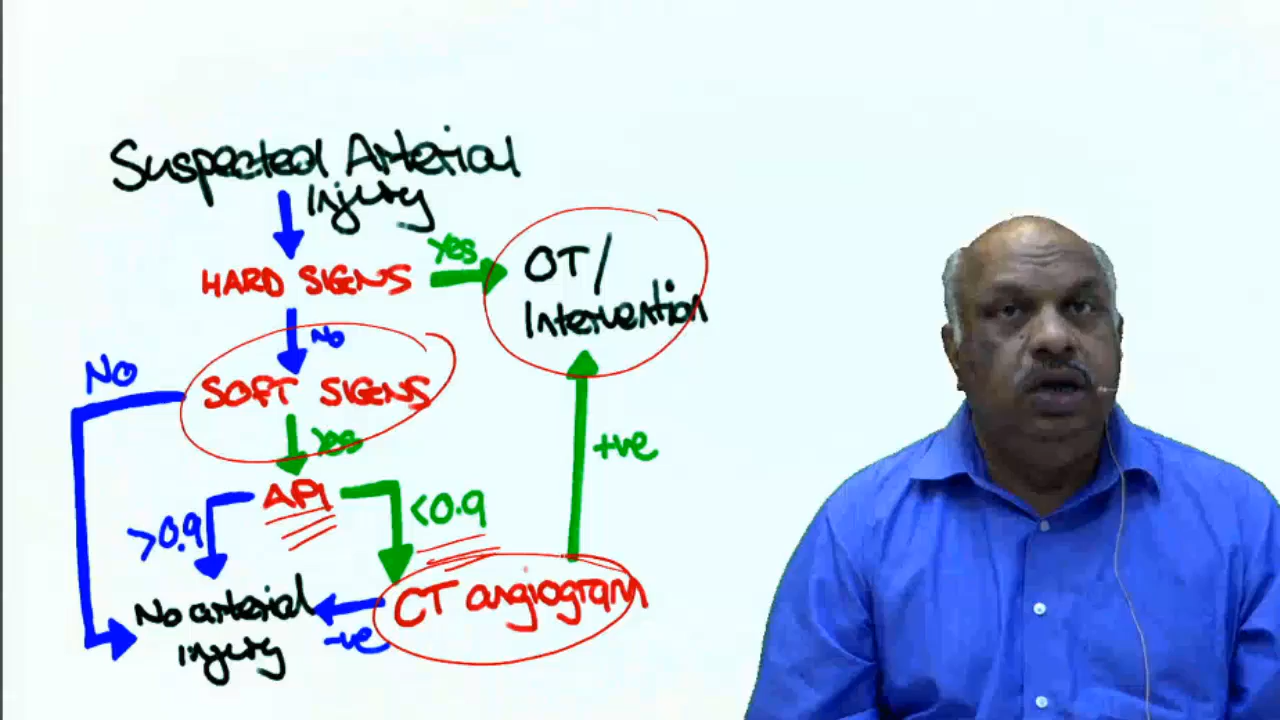 Suspected Arterial
Injury
HARD SIGNS
Yes
OT /
Intervention
No
SOFT SIGNS
No
Yes
API
>0.9
<0.9
+ve
CT angiogram
-ve
No arterial
injury